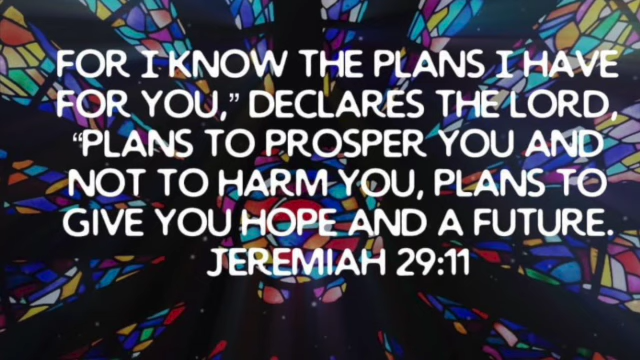 FOR I KNOW THE PLANS I HAVE
FOR YOU,” DECLARES THE LORD,
“PLANS TO PROSPER YOU AND
NOT TO HARM YOU, PLANS TO
GIVE YOU HOPE AND A FUTURE.
JEREMIAH 29:11